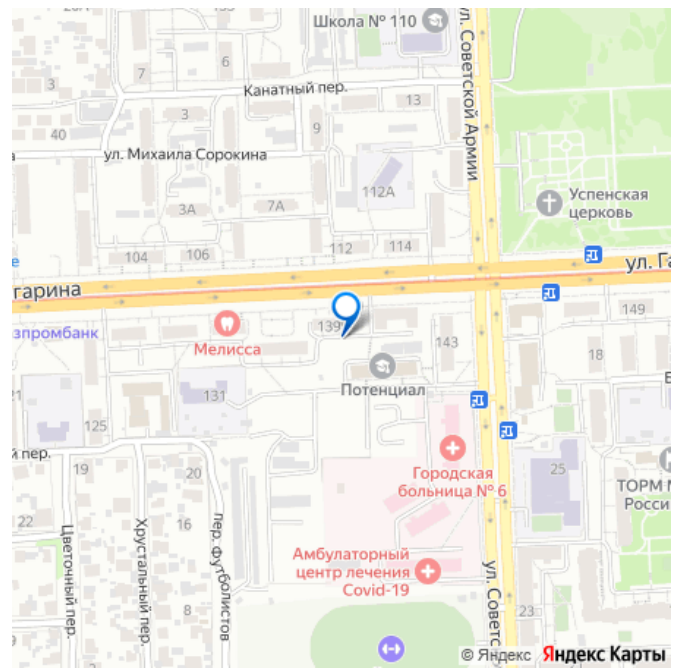 Школа № 110
ул. Советской Армии
7
6
3
Канатный пер.
3
13
40
9
ул. Михаила Сорокина
112А
3А
7А
Успенская
церковь
104
106
112
114
е
гарина
ул. Га
139
149
зпромбанк
Мелисса
143
18
Потенциал
131
125
й пер.
19
20
Городская
больница № 6
25
ТОРМ М
Росси
22
16
Цветочный пер.
Хрустальный пер.
пер. Футболистов
Амбулаторный
центр лечения
Covid-19
ул. Советс
23
© Яндекс Яндекс Карты